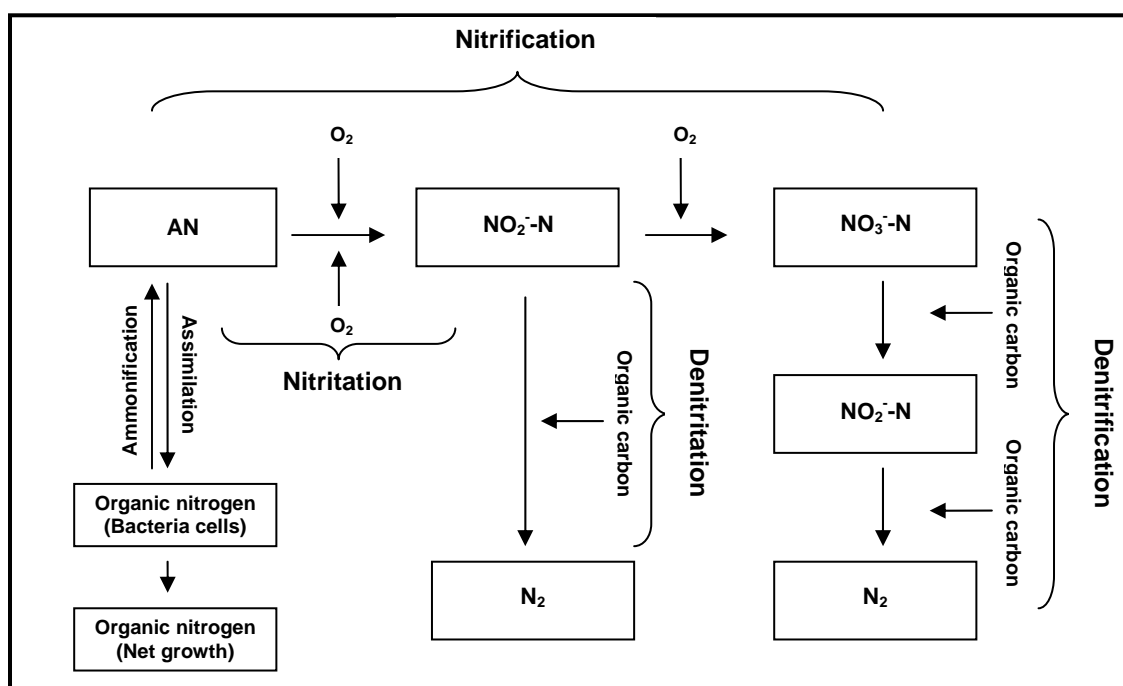 Nitrification
O₂
O₂
AN
NO₂⁻-N
NO₃⁻-N
O₂
Nitritation
Ammonification
Assimilation
Organic carbon
Denitritation
Organic carbon
Denitrification
NO₂⁻-N
Organic carbon
Organic nitrogen
(Bacteria cells)
N₂
N₂
Organic nitrogen
(Net growth)